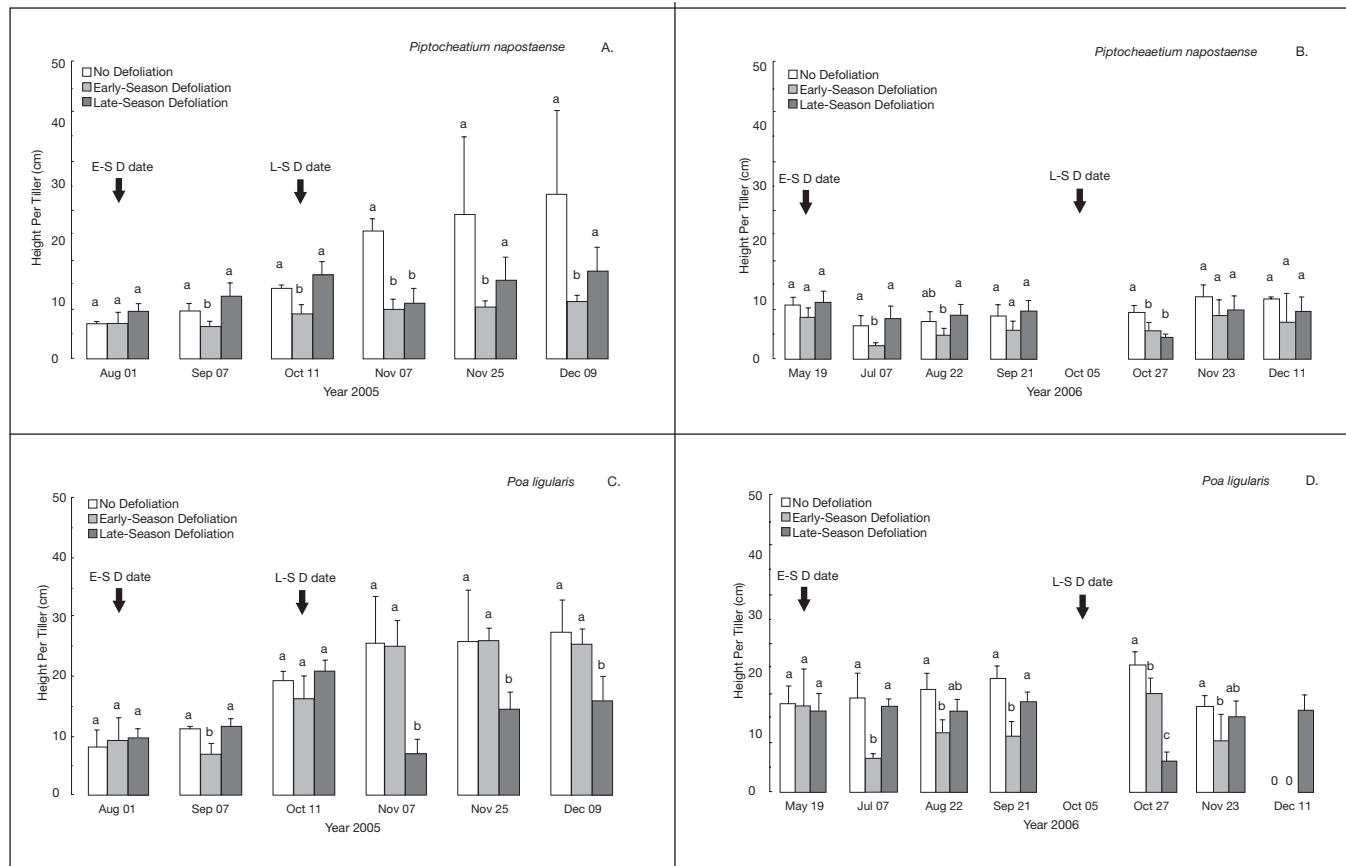 Piptocheatium napostaense A.
50
40
30
20
10
0
Height Per Tiller (cm)
No Defoliation
Early-Season Defoliation
Late-Season Defoliation
E-S D date
L-S D date
a a a
a b a
a b a
a b b
a b a
a b a
Aug 01 Sep 07 Oct 11 Nov 07 Nov 25 Dec 09
Year 2005
Piptochaetium napostaense B.
50
40
30
20
10
0
Height Per Tiller (cm)
No Defoliation
Early-Season Defoliation
Late-Season Defoliation
E-S D date
L-S D date
a a a
a b a
ab b a
a a a
a b b
a a a
a a a
May 19 Jul 07 Aug 22 Sep 21 Oct 05 Oct 27 Nov 23 Dec 11
Year 2006
Poa ligularis C.
50
40
30
20
10
0
Height Per Tiller (cm)
No Defoliation
Early-Season Defoliation
Late-Season Defoliation
E-S D date
L-S D date
a a a
a b a
a a a
a a b
a a b
a a b
Aug 01 Sep 07 Oct 11 Nov 07 Nov 25 Dec 09
Year 2005
Poa ligularis D.
50
40
30
20
10
0
Height Per Tiller (cm)
No Defoliation
Early-Season Defoliation
Late-Season Defoliation
E-S D date
L-S D date
a a a
a b a
a b ab
a b a
a b c
a b ab
0 0
May 19 Jul 07 Aug 22 Sep 21 Oct 05 Oct 27 Nov 23 Dec 11
Year 2006